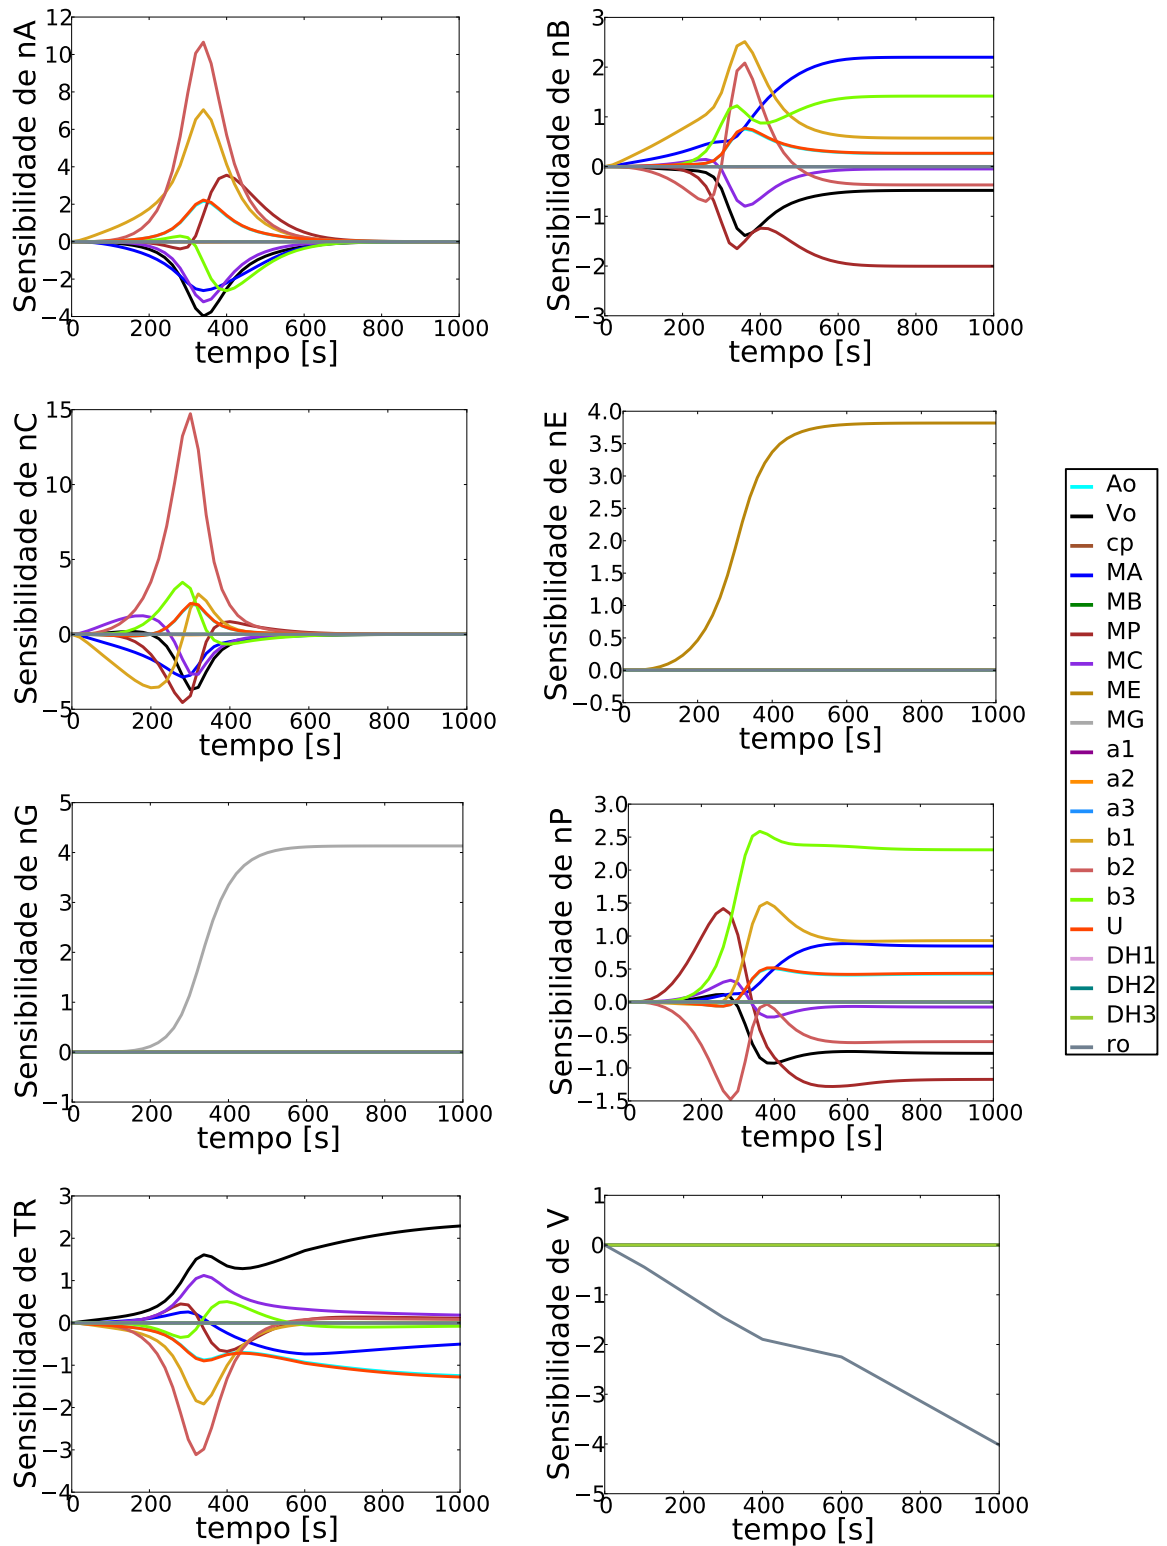 Sensibilidade de nA
12
10
8
6
4
2
0
−2
−4
0 200 400 600 800 1000
tempo [s]
Sensibilidade de nB
3
2
1
0
−1
−2
−3
0 200 400 600 800 1000
tempo [s]
Sensibilidade de nC
15
10
5
0
−5
0 200 400 600 800 1000
tempo [s]
Sensibilidade de nE
4.0
3.5
3.0
2.5
2.0
1.5
1.0
0.5
0.0
−0.5
0 200 400 600 800 1000
tempo [s]
Sensibilidade de nG
5
4
3
2
1
0
−1
0 200 400 600 800 1000
tempo [s]
Sensibilidade de nP
3.0
2.5
2.0
1.5
1.0
0.5
0.0
−0.5
−1.0
−1.5
0 200 400 600 800 1000
tempo [s]
Sensibilidade de TR
3
2
1
0
−1
−2
−3
−4
0 200 400 600 800 1000
tempo [s]
Sensibilidade de V
1
0
−1
−2
−3
−4
−5
0 200 400 600 800 1000
tempo [s]
Ao
Vo
cp
MA
MB
MP
MC
ME
MG
a1
a2
a3
b1
b2
b3
U
DH1
DH2
DH3
ro